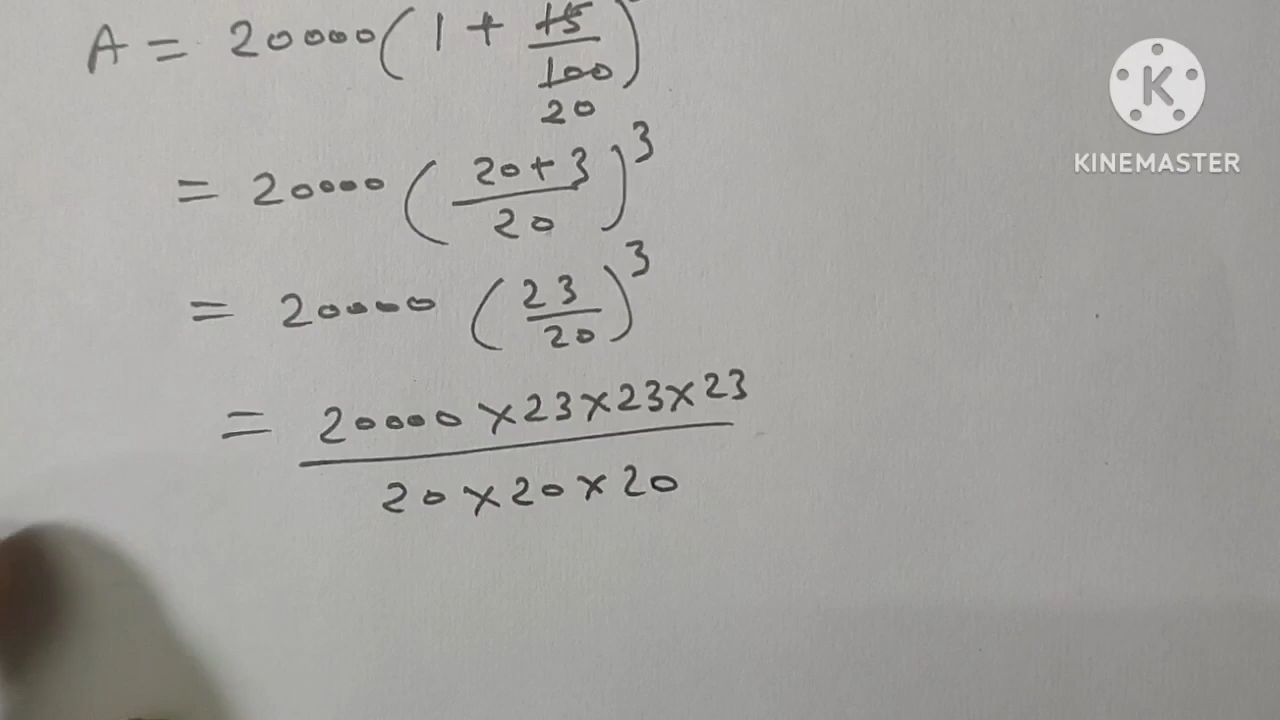 A = 20000(1 + 15/100)
20
= 20000(20+3/20)^3
= 20000(23/20)^3
= 20000×23×23×23/20×20×20
K
KINEMASTER